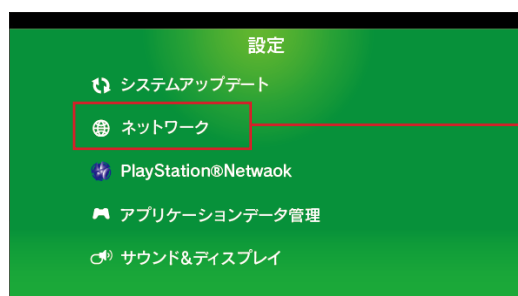 設定
システムアップデート
ネットワーク
PlayStation®Netwaok
アプリケーションデータ管理
サウンド&ディスプレイ